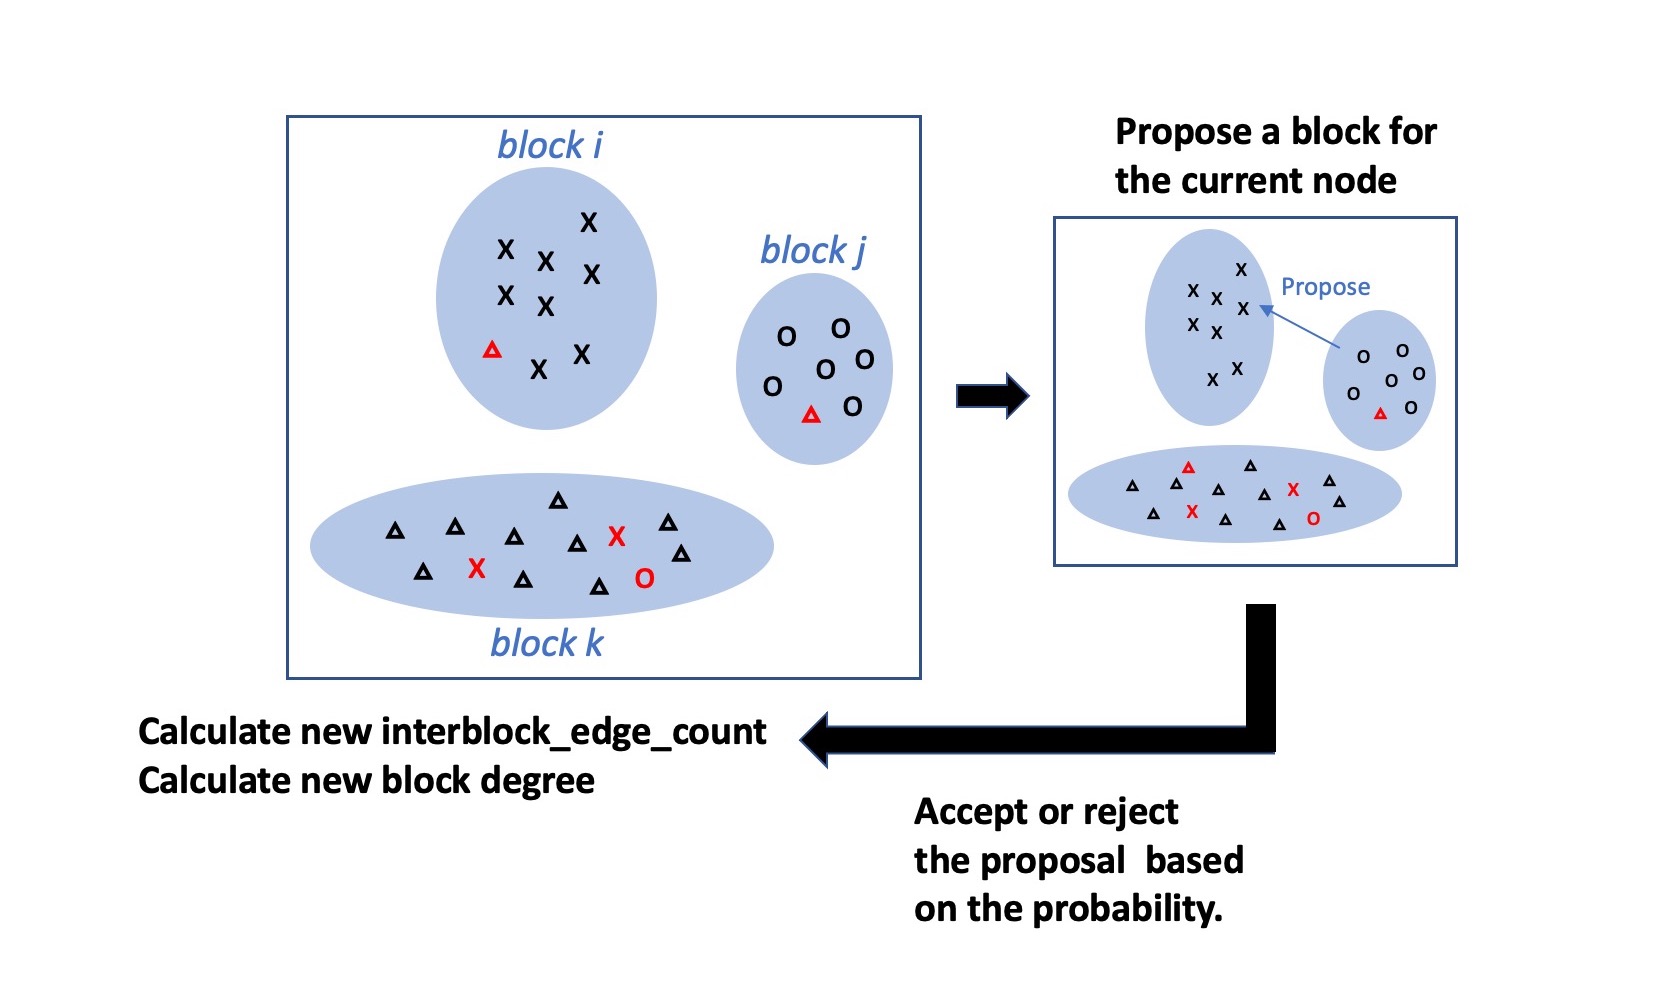 block i
block j
block k
Propose a block for
the current node
Propose
Calculate new interblock_edge_count
Calculate new block degree
Accept or reject
the proposal  based
on the probability.